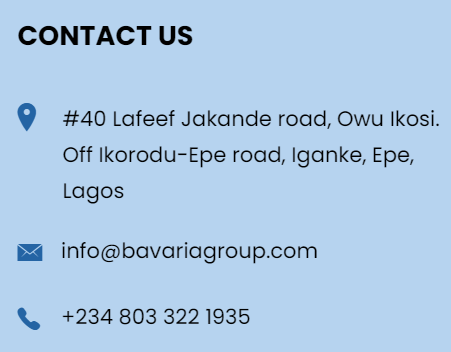 CONTACT US
#40 Lafeef Jakande road, Owu Ikosi.
Off Ikorodu-Epe road, Iganke, Epe,
Lagos
info@bavariagroup.com
+234 803 322 1935